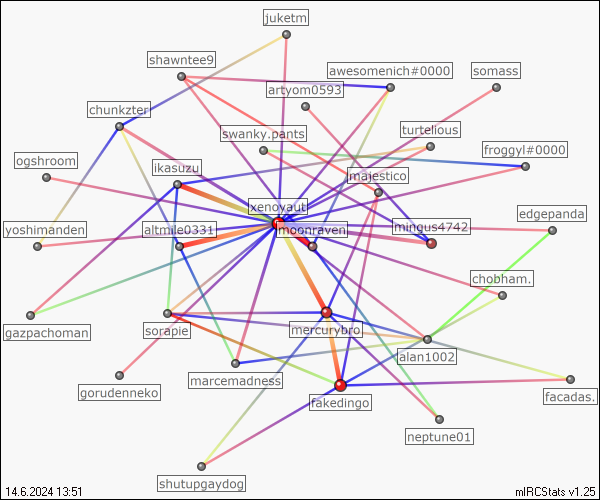 juketm
shawntee9
awesomenich#0000
somass
artyom0593
chunkzter
swanky.pants
turtelious
froggyl#0000
ogshroom
ikasuzu
majestico
xenoyaut
edgepanda
yoshimanden
altmile0331
moonraven
mingus4742
chobham.
gazpachoman
sorapie
mercurybro
alan1002
marcemadness
gorudenneko
fakedingo
facadas.
neptune01
shutupgaydog
14.6.2024 13:51
mIRCStats v1.25